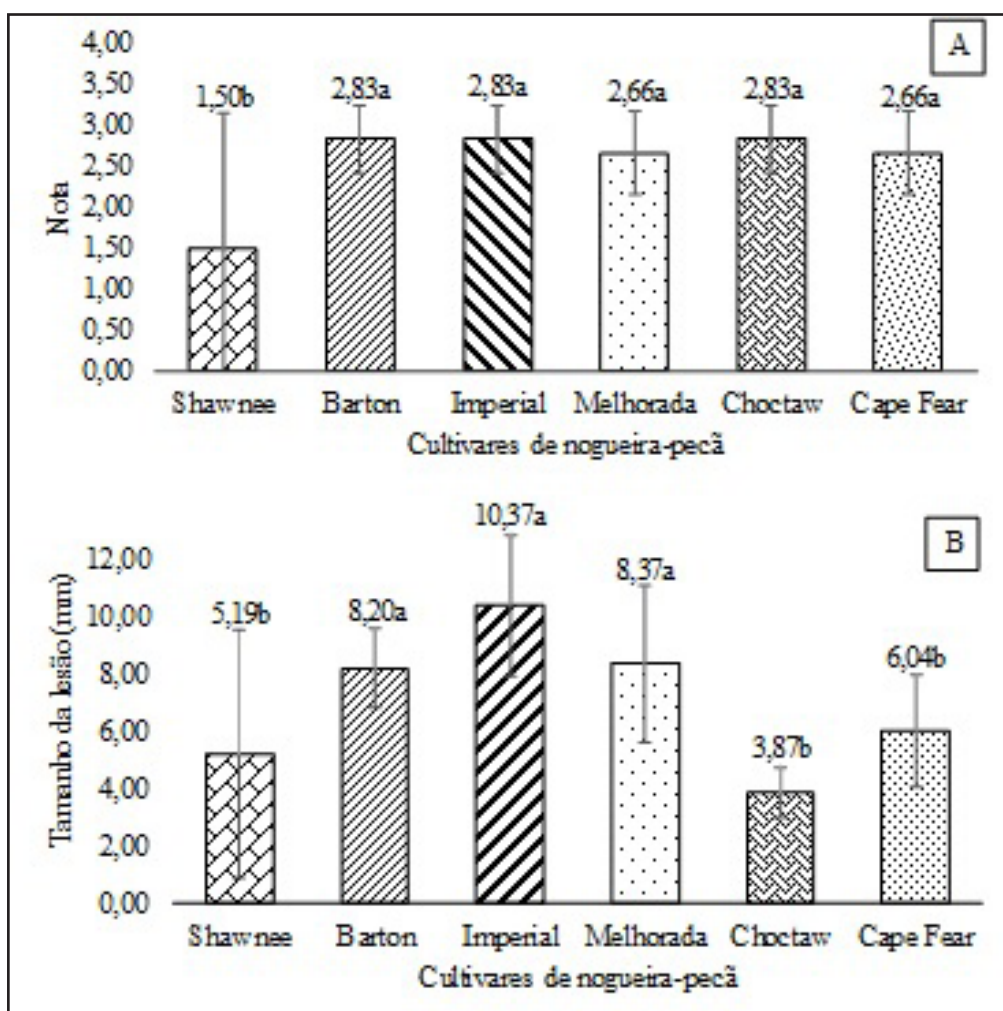 A
4,00
3,50
3,00
2,50
2,00
1,50
1,00
0,50
0,00
Nota
1,50b 2,83a 2,83a 2,66a 2,83a 2,66a
Shawnee Barton Imperial Melhorada Choctaw Cape Fear
Cultivares de nogueira-pecã
B
12,00
10,00
8,00
6,00
4,00
2,00
0,00
Tamanho da lesão (mm)
5,19b 8,20a 10,37a 8,37a 3,87b 6,04b
Shawnee Barton Imperial Melhorada Choctaw Cape Fear
Cultivares de nogueira-pecã